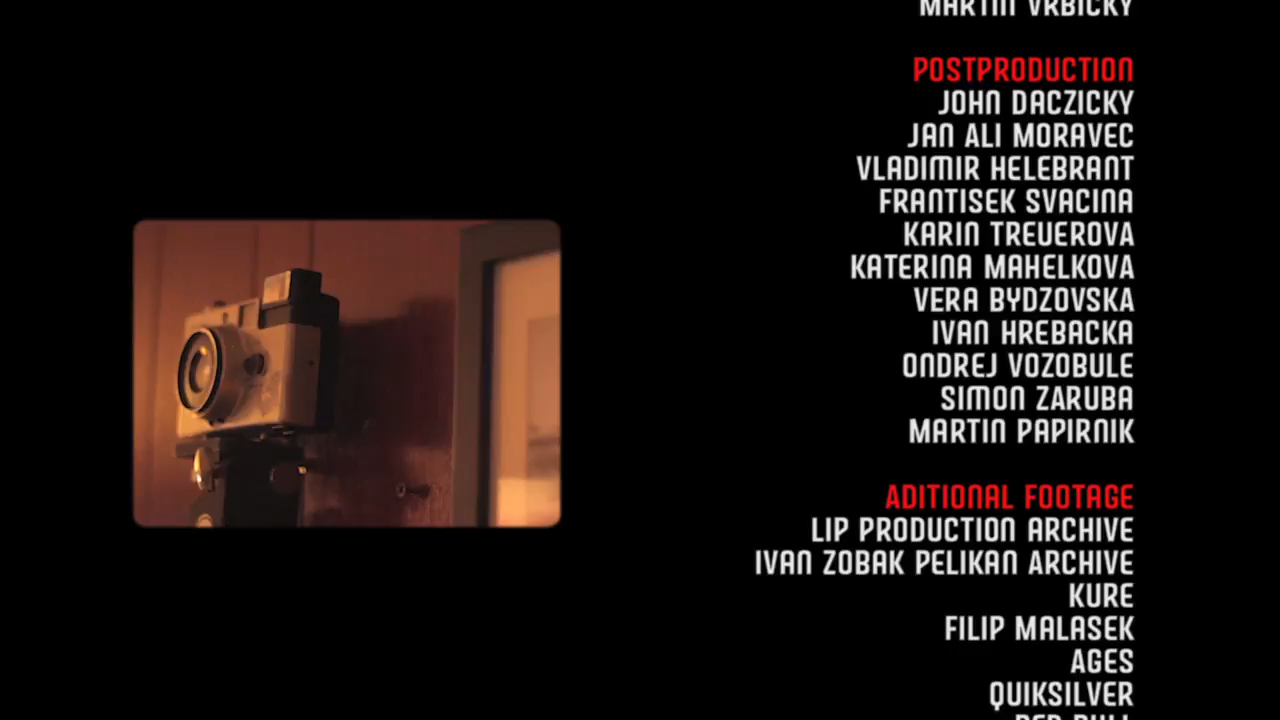 MARTIN VRBICKY
POSTPRODUCTION
JOHN DACZICKY
JAN ALI MORAVEC
VLADIMIR HELEBRANT
FRANTISEK SVACINA
KARIN TREUEROVA
KATERINA MAHELKOVA
VERA BYDZOVSKA
IVAN HREBACKA
ONDREJ VOZOBULE
SIMON ZARUBA
MARTIN PAPIRNIK
ADITIONAL FOOTAGE
LIP PRODUCTION ARCHIVE
IVAN ZOBAK PELIKAN ARCHIVE
KURE
FILIP MALASEK
AGES
QUIKSILVER